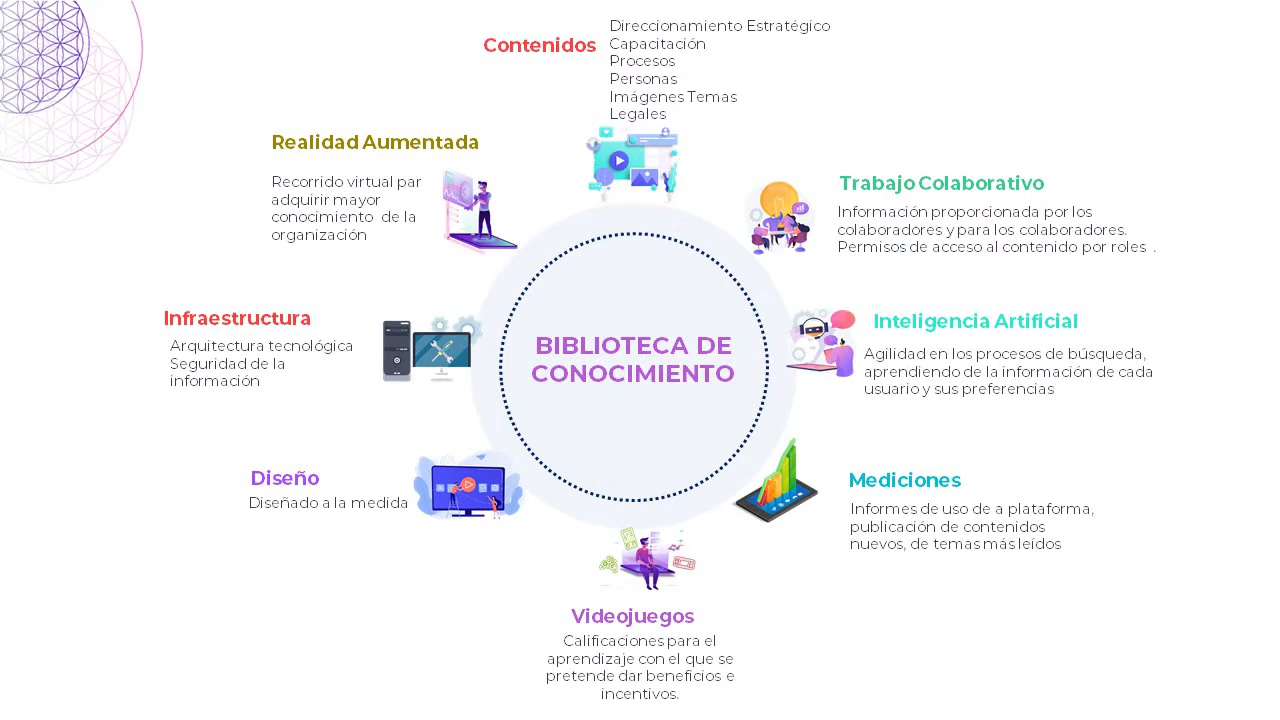 Contenidos
Direccionamiento Estratégico
Capacitación
Procesos
Personas
Imágenes Temas
Legales
Realidad Aumentada
Recorrido virtual par
adquirir mayor
conocimiento de la
organización
Trabajo Colaborativo
Información proporcionada por los
colaboradores y para los colaboradores.
Permisos de acceso al contenido por roles .
Infraestructura
Arquitectura tecnológica
Seguridad de la
información
BIBLIOTECA DE
CONOCIMIENTO
Inteligencia Artificial
Agilidad en los procesos de búsqueda,
aprendiendo de la información de cada
usuario y sus preferencias
Diseño
Diseñado a la medida
Mediciones
Informes de uso de a plataforma,
publicación de contenidos
nuevos, de temas más leídos
Videojuegos
Calificaciones para el
aprendizaje con el que se
pretende dar beneficios e
incentivos.